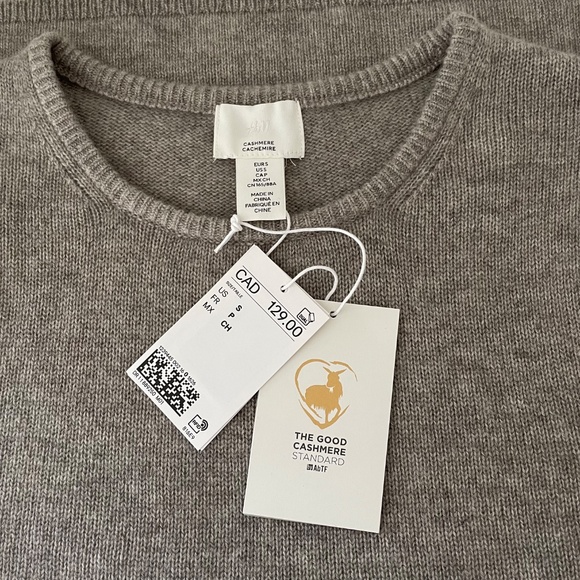 H&M
CASHMERE
CACHEMIRE
EUR S
US S
CA P
MX CH
CN 165/88A
MADE IN
CHINA
FABRIQUÉ EN
CHINE
CAD 129.00
US S
FR P
MX CH
THE GOOD
CASHMERE
STANDARD
AbTF